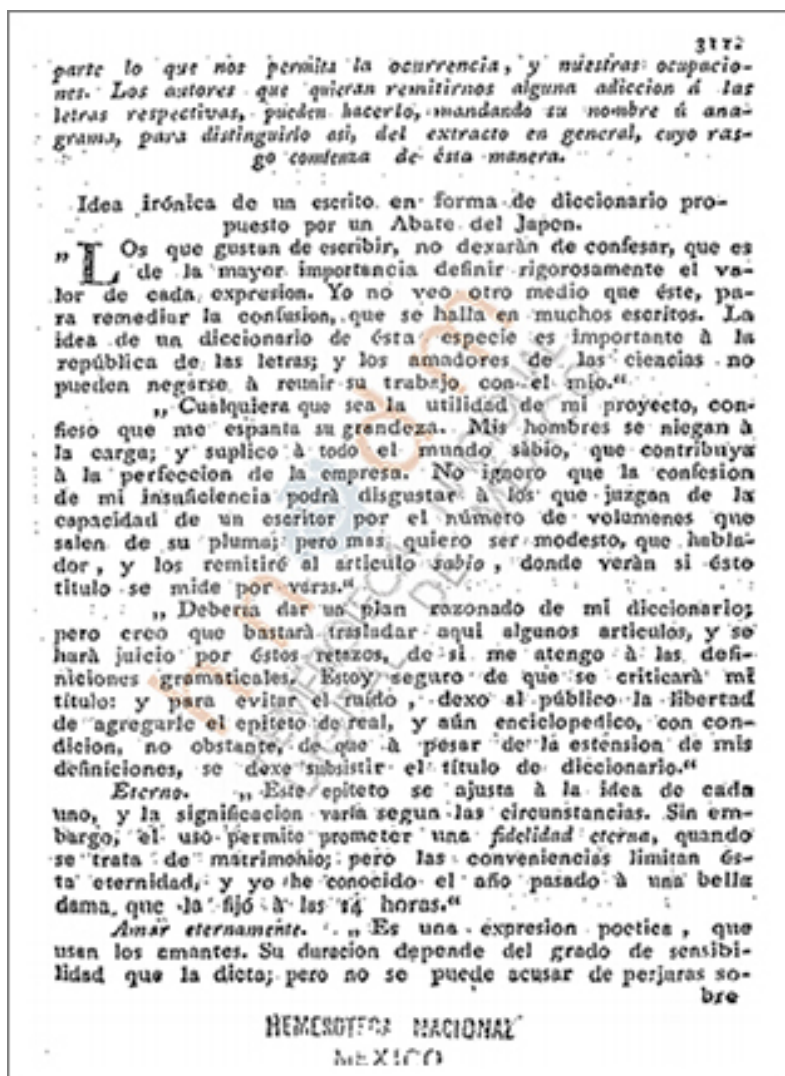 parte lo que nos permita la ocurrencia, y nuestras ocupacio-
nes. Los autores que quieran remitirnos alguna adiccion á las
letras respectivas, pueden hacerlo, mandando su nombre ú ana-
grama, para distinguirlo asi, del extracto en general, cuyo ras-
go comienza de ésta manera.
Idea irónica de un escrito en forma de diccionario pro-
puesto por un Abate del Japon.
„ LOs que gustan de escribir, no dexaràn de confesar, que es
de la mayor importancia definir rigorosamente el va-
lor de cada expresion. Yo no veo otro medio que éste, pa-
ra remediar la confusion, que se halla en muchos escritos. La
idea de un diccionario de ésta especie es importante à la
república de las letras; y los amadores de las ciencias no
pueden negarse à reunir su trabajo con el mio.“
„ Cualquiera que sea la utilidad de mi proyecto, con-
fieso que me espanta su grandeza. Mis hombres se niegan à
la carga; y suplico à todo el mundo sàbio, que contribuya
à la perfeccion de la empresa. No ignoro que la confesion
de mi insuficiencia podrà disgustar à los que juzgan de la
capacidad de un escritor por el número de volumenes que
salen de su pluma; pero mas quiero ser modesto, que habla-
dor, y los remitiré al articulo sabio, donde veràn si ésto
titulo se mide por varas.“
„ Deberia dar un plan razonado de mi diccionario;
pero creo que bastarà trasladar aqui algunos articulos, y se
harà juicio por éstos retazos, de si me atengo à las defi-
niciones gramaticales. Estoy seguro de que se criticarà mi
título: y para evitar el ruido, dexo al público la libertad
de agregarle el epiteto de real, y aún enciclopedico, con con-
dicion, no obstante, de que à pesar de la estension de mis
definiciones, se dexe subsistir el título de diccionario.“
Eterno. „ Este epiteto se ajusta à la idea de cada
uno, y la significacion varía segun las circunstancias. Sin em-
bargo, el uso permite prometer una fidelidad eterna, quando
se trata de matrimonio; pero las conveniencias limitan és-
ta eternidad, y yo he conocido el año pasado à una bella
dama, que la fijó à las 14 horas.“
Amar eternamente. „ Es una expresion poetica, que
usan los amantes. Su duracion depende del grado de sensibi-
lidad que la dicta; pero no se puede acusar de perjuras so-
bre
HEMEROTECA NACIONAL
MEXICO